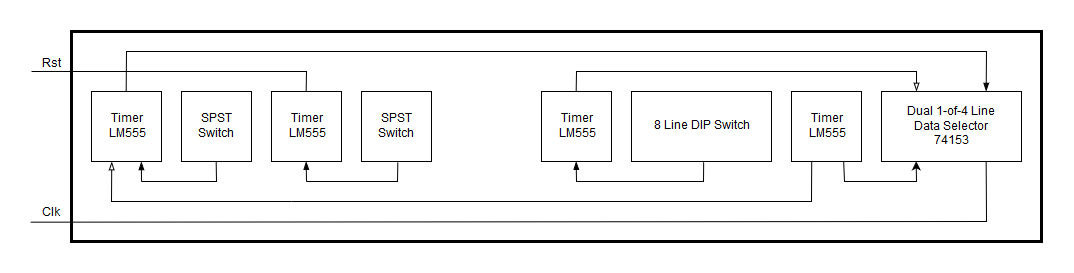 Rst
Timer
LM555
SPST
Switch
Timer
LM555
SPST
Switch
Timer
LM555
8 Line DIP Switch
Timer
LM555
Dual 1-of-4 Line
Data Selector
74153
Clk